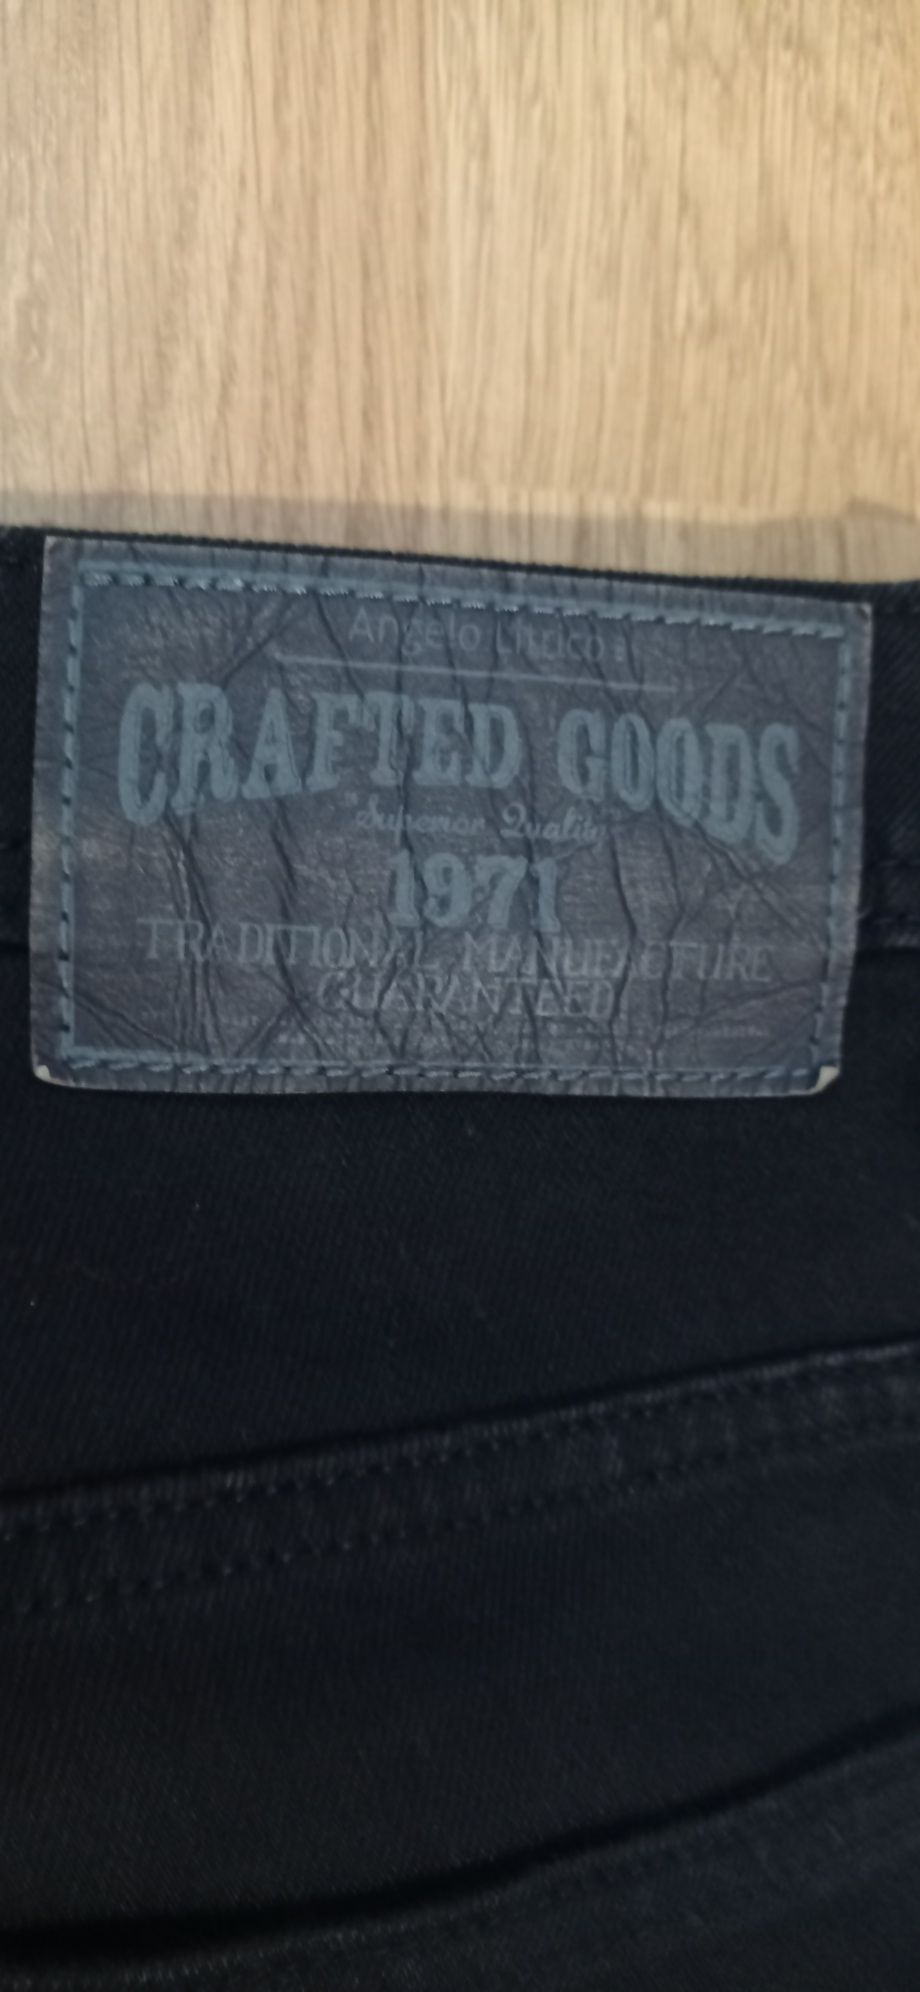 Angelo Litrico
CRAFTED GOODS
"Superior Quality"
1971
TRADITIONAL MANUFACTURE
GUARANTEED